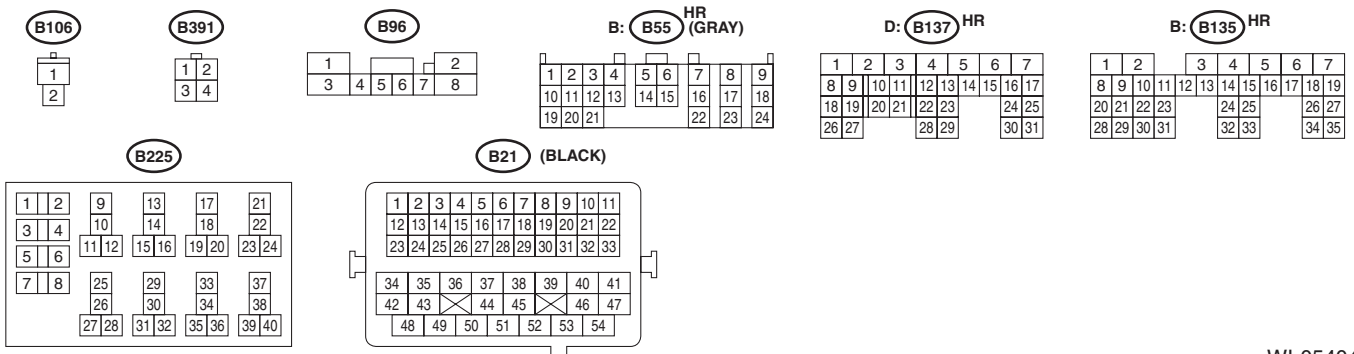 B106
1
2
B391
1 2
3 4
B96
1 2
3 4 5 6 7 8
B: B55 HR (GRAY)
1 2 3 4 5 6 7 8 9
10 11 12 13 14 15 16 17 18
19 20 21 22 23 24
D: B137 HR
1 2 3 4 5 6 7
8 9 10 11 12 13 14 15 16 17
18 19 20 21 22 23 24 25
26 27 28 29 30 31
B: B135 HR
1 2 3 4 5 6 7
8 9 10 11 12 13 14 15 16 17 18 19
20 21 22 23 24 25 26 27
28 29 30 31 32 33 34 35
B225
1 2 9 13 17 21
3 4 10 14 18 22
5 6 11 12 15 16 19 20 23 24
7 8 25 29 33 37
26 30 34 38
27 28 31 32 35 36 39 40
B21 (BLACK)
1 2 3 4 5 6 7 8 9 10 11
12 13 14 15 16 17 18 19 20 21 22
23 24 25 26 27 28 29 30 31 32 33
34 35 36 37 38 39 40 41
42 43 44 45 46 47
48 49 50 51 52 53 54